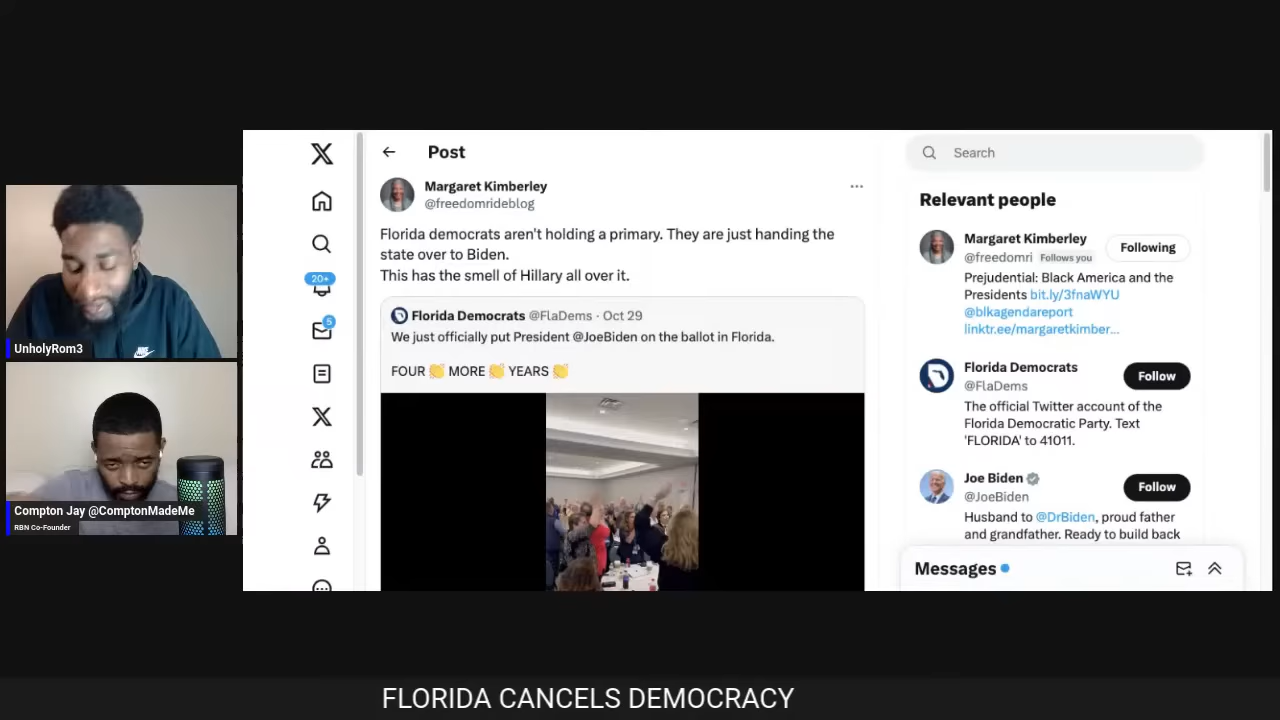 UnholyRom3
Compton Jay @ComptonMadeMe
RBN Co-Founder
20+
5
Post
Margaret Kimberley
@freedomrideblog
Florida democrats aren't holding a primary. They are just handing the
state over to Biden.
This has the smell of Hillary all over it.
Florida Democrats @FlaDems · Oct 29
We just officially put President @JoeBiden on the ballot in Florida.
FOUR 👏 MORE 👏 YEARS 👏
Search
Relevant people
Margaret Kimberley
@freedomri Follows you
Following
Prejudential: Black America and the
Presidents bit.ly/3fnaWYU
@blkagendareport
linktr.ee/margaretkimber...
Florida Democrats
@FlaDems
Follow
The official Twitter account of the
Florida Democratic Party. Text
'FLORIDA' to 41011.
Joe Biden
@JoeBiden
Follow
Husband to @DrBiden, proud father
and grandfather. Ready to build back
Messages
FLORIDA CANCELS DEMOCRACY